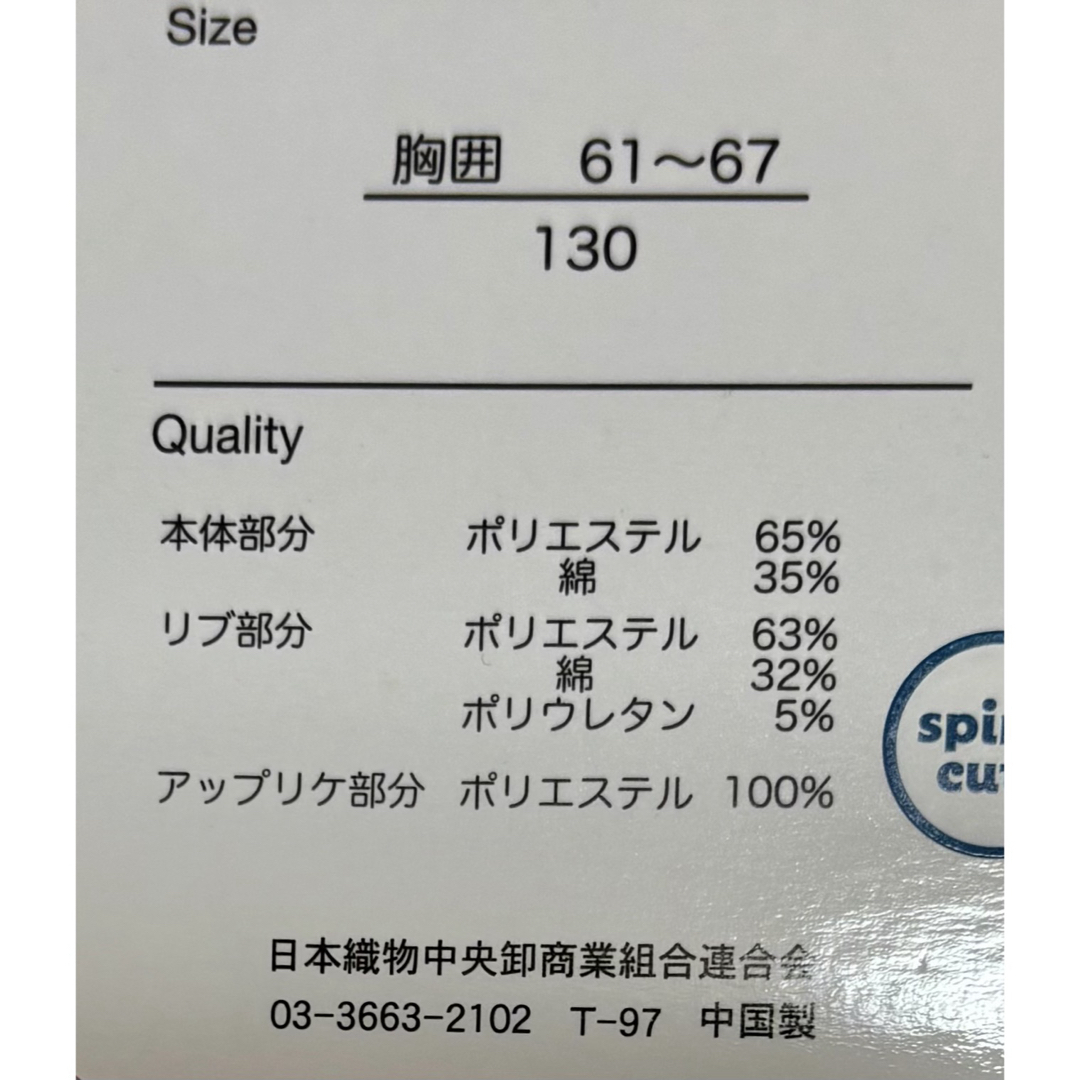 Size
胸囲 61～67
130
Quality
本体部分 ポリエステル 65%
綿 35%
リブ部分 ポリエステル 63%
綿 32%
ポリウレタン 5%
アップリケ部分 ポリエステル 100%
日本織物中央卸商業組合連合会
03-3663-2102 T-97 中国製